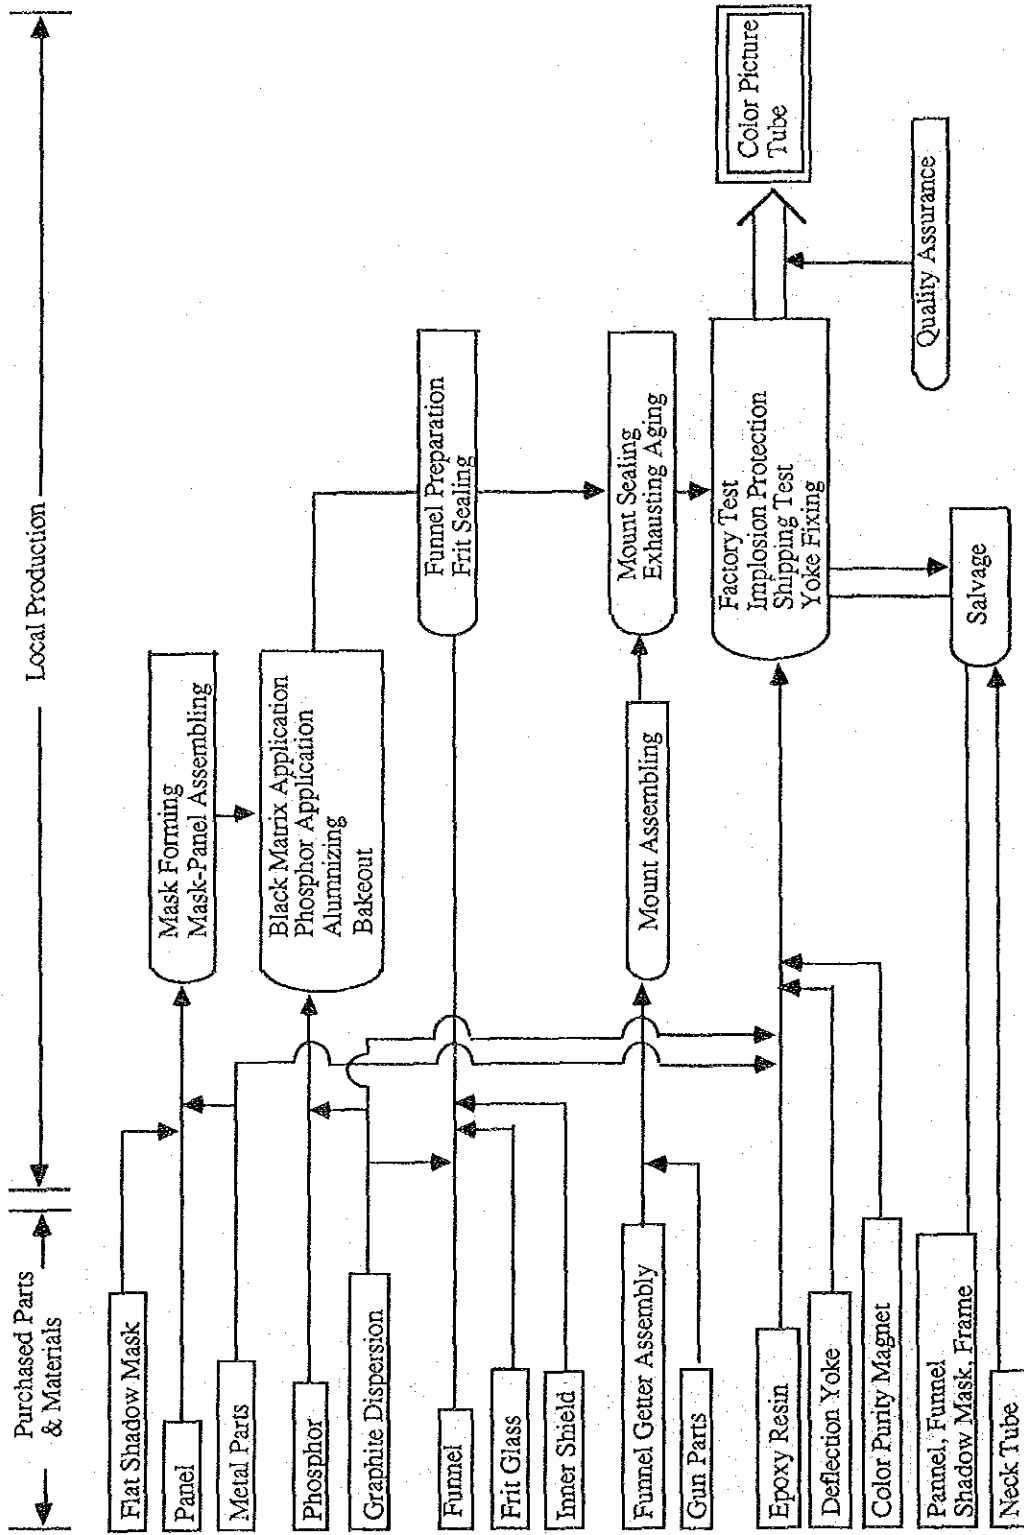 Purchased Parts
& Materials
Local Production
Flat Shadow Mask
Panel
Metal Parts
Phosphor
Graphite Dispersion
Funnel
Frit Glass
Inner Shield
Funnel Getter Assembly
Gun Parts
Epoxy Resin
Deflection Yoke
Color Purity Magnet
Pannel, Funnel
Shadow Mask, Frame
Neck Tube
Mask Forming
Mask-Panel Assembling
Black Matrix Application
Phosphor Application
Alumnizing
Bakeout
Funnel Preparation
Frit Sealing
Mount Assembling
Mount Sealing
Exhausting Aging
Factory Test
Implosion Protection
Shipping Test
Yoke Fixing
Salvage
Quality Assurance
Color Picture
Tube